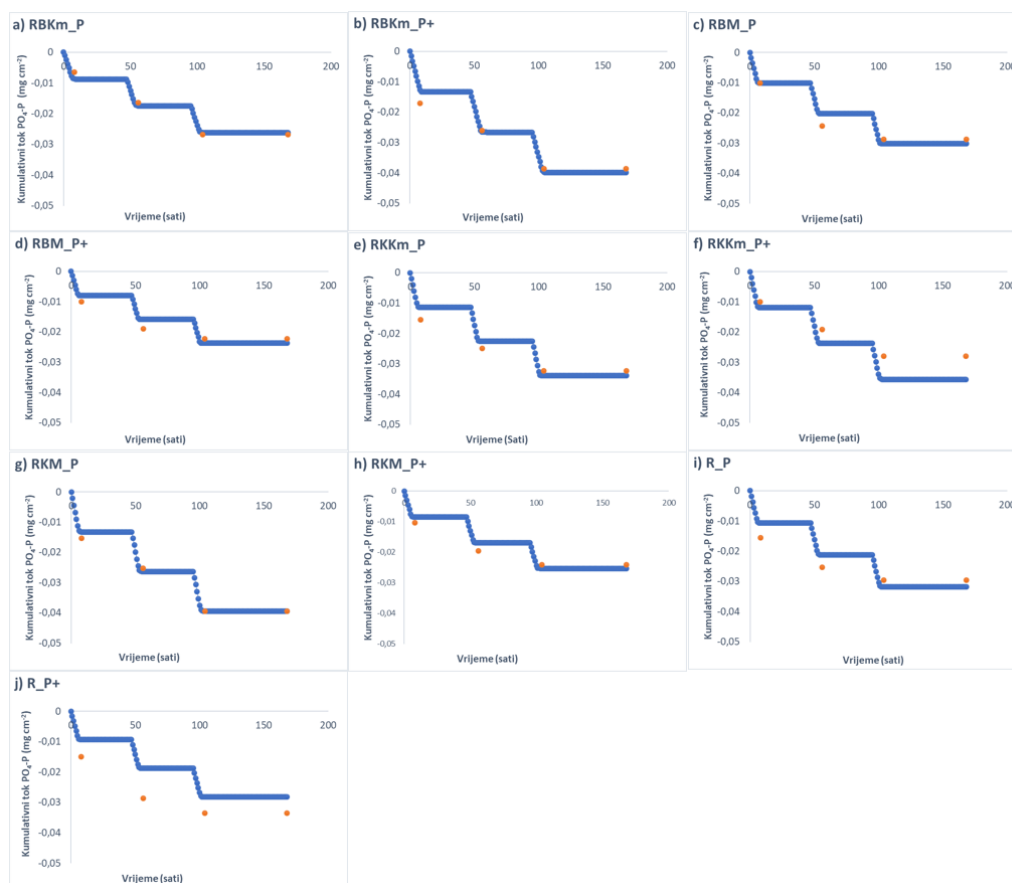 a) RBKm_P
Kumulativni tok PO₄-P (mg cm⁻²)
0
0 50 100 150 200
-0,01
-0,02
-0,03
-0,04
-0,05
Vrijeme (sati)
b) RBKm_P+
Kumulativni tok PO₄-P (mg cm⁻²)
0
0 50 100 150 200
-0,01
-0,02
-0,03
-0,04
-0,05
Vrijeme (sati)
c) RBM_P
Kumulativni tok PO₄-P (mg cm⁻²)
0
0 50 100 150 200
-0,01
-0,02
-0,03
-0,04
-0,05
Vrijeme (sati)
d) RBM_P+
Kumulativni tok PO₄-P (mg cm⁻²)
0
0 50 100 150 200
-0,01
-0,02
-0,03
-0,04
-0,05
Vrijeme (sati)
e) RKKm_P
Kumulativni tok PO₄-P (mg cm⁻²)
0
0 50 100 150 200
-0,01
-0,02
-0,03
-0,04
-0,05
Vrijeme (Sati)
f) RKKm_P+
Kumulativni tok PO₄-P (mg cm⁻²)
0
0 50 100 150 200
-0,01
-0,02
-0,03
-0,04
-0,05
Vrijeme (sati)
g) RKM_P
Kumulativni tok PO₄-P (mg cm⁻²)
0
0 50 100 150 200
-0,01
-0,02
-0,03
-0,04
-0,05
Vrijeme (sati)
h) RKM_P+
Kumulativni tok PO₄-P (mg cm⁻²)
0
0 50 100 150 200
-0,01
-0,02
-0,03
-0,04
-0,05
Vrijeme (sati)
i) R_P
Kumulativni tok PO₄-P (mg cm⁻²)
0
0 50 100 150 200
-0,01
-0,02
-0,03
-0,04
-0,05
Vrijeme (sati)
j) R_P+
Kumulativni tok PO₄-P (mg cm⁻²)
0
0 50 100 150 200
-0,01
-0,02
-0,03
-0,04
-0,05
Vrijeme (sati)